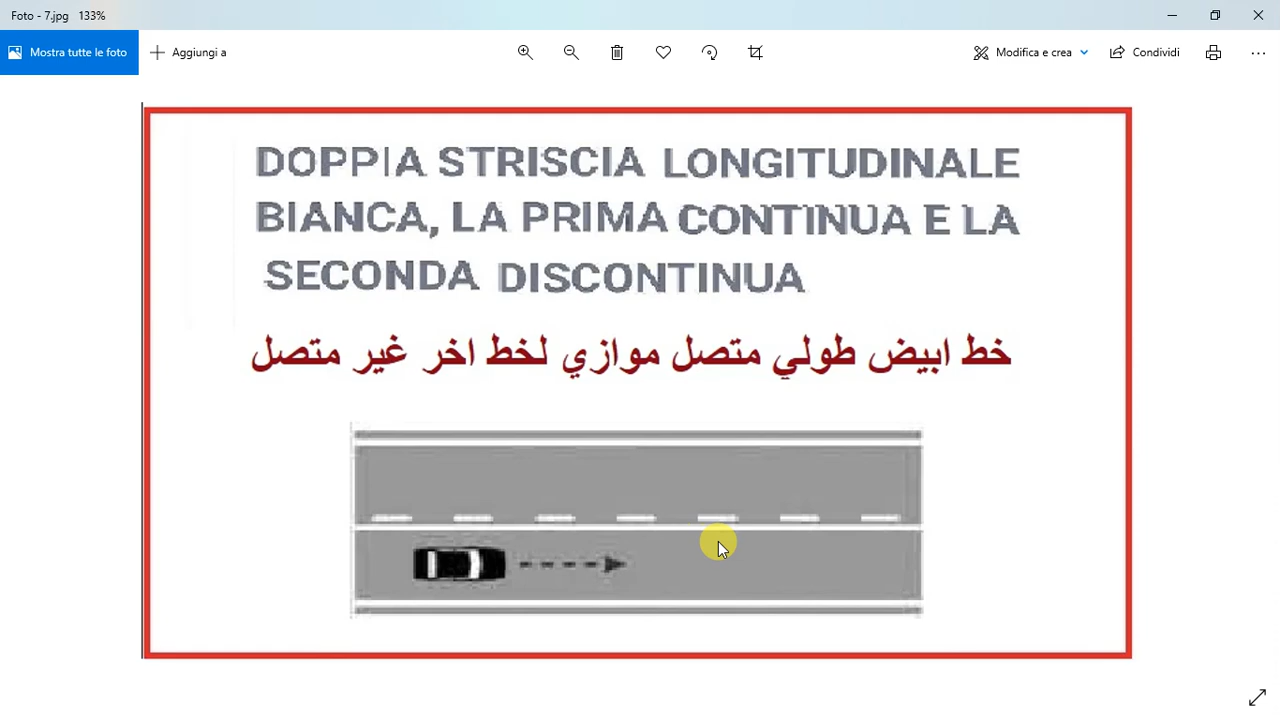 Foto - 7.jpg 133%
Mostra tutte le foto
Aggiungi a
Modifica e crea
Condividi
DOPPIA STRISCIA LONGITUDINALE
BIANCA, LA PRIMA CONTINUA E LA
SECONDA DISCONTINUA
خط ابيض طولي متصل موازي لخط اخر غير متصل